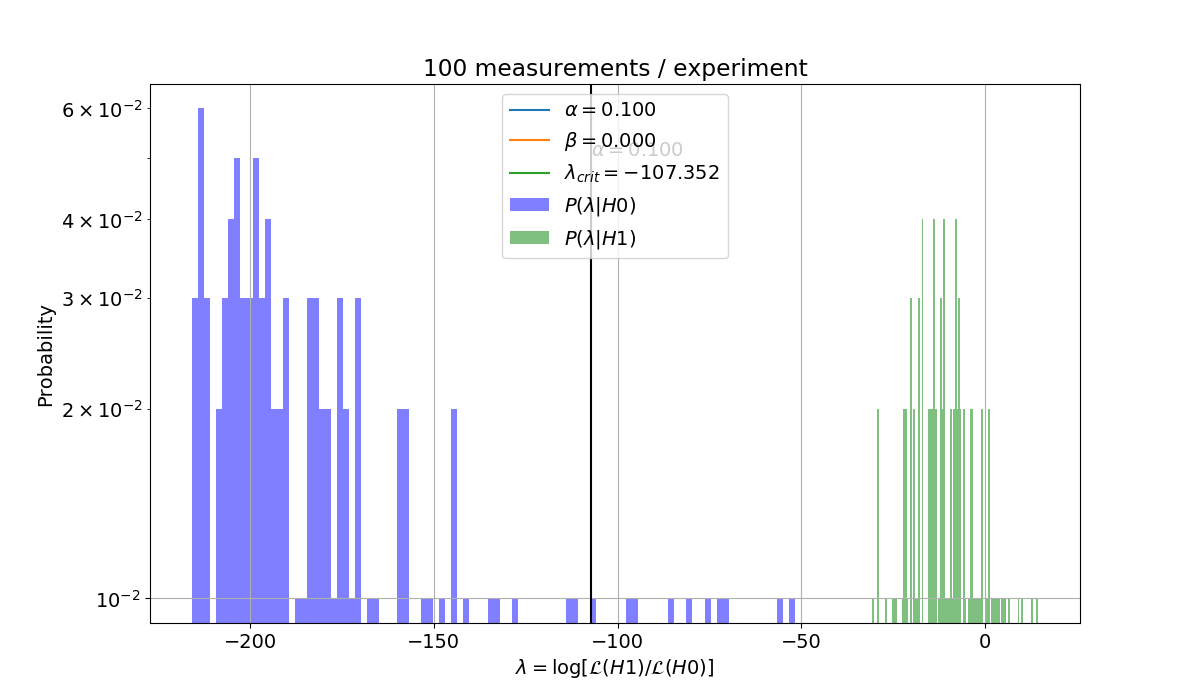 100 measurements / experiment
α = 0.100
β = 0.000
α = 0.100
λcrit = −107.352
P(λ|H0)
P(λ|H1)
6 × 10⁻²
4 × 10⁻²
3 × 10⁻²
2 × 10⁻²
10⁻²
Probability
−200 −150 −100 −50 0
λ = log[ℒ(H1)/ℒ(H0)]